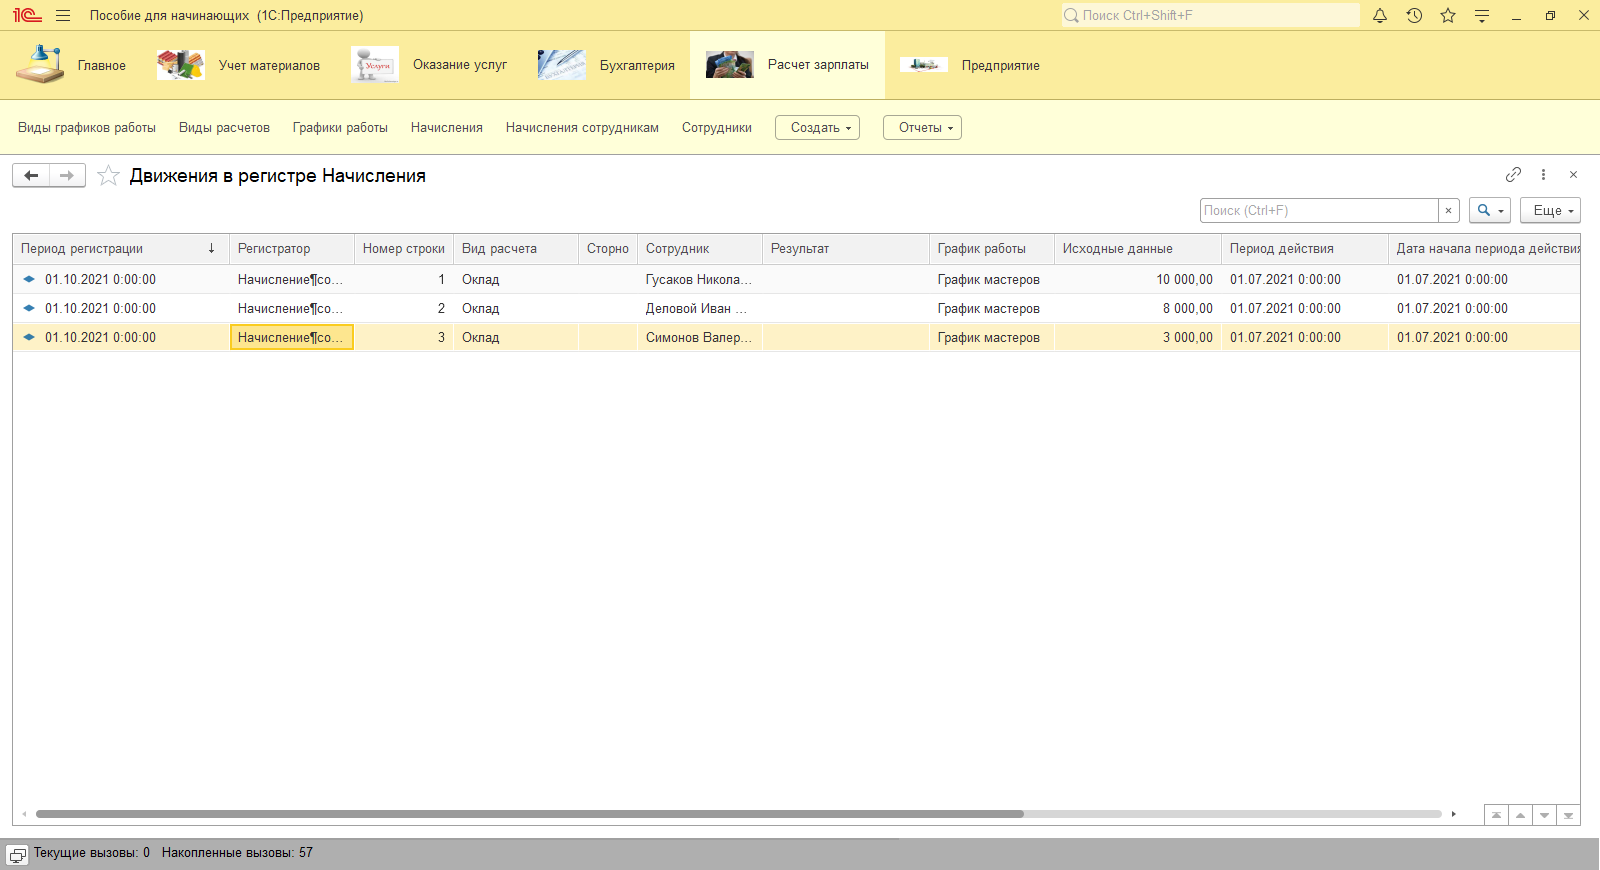 1С Пособие для начинающих (1С:Предприятие) Поиск Ctrl+Shift+F
Главное Учет материалов Услуги Оказание услуг Бухгалтерия Расчет зарплаты Предприятие
Виды графиков работы Виды расчетов Графики работы Начисления Начисления сотрудникам Сотрудники Создать Отчеты
Движения в регистре Начисления
Поиск (Ctrl+F) × Еще
Период регистрации ↓ Регистратор Номер строки Вид расчета Сторно Сотрудник Результат График работы Исходные данные Период действия Дата начала периода действия
01.10.2021 0:00:00 Начисление¶со... 1 Оклад Гусаков Никола... График мастеров 10 000,00 01.07.2021 0:00:00 01.07.2021 0:00:00
01.10.2021 0:00:00 Начисление¶со... 2 Оклад Деловой Иван ... График мастеров 8 000,00 01.07.2021 0:00:00 01.07.2021 0:00:00
01.10.2021 0:00:00 Начисление¶со... 3 Оклад Симонов Валер... График мастеров 3 000,00 01.07.2021 0:00:00 01.07.2021 0:00:00
Текущие вызовы: 0 Накопленные вызовы: 57